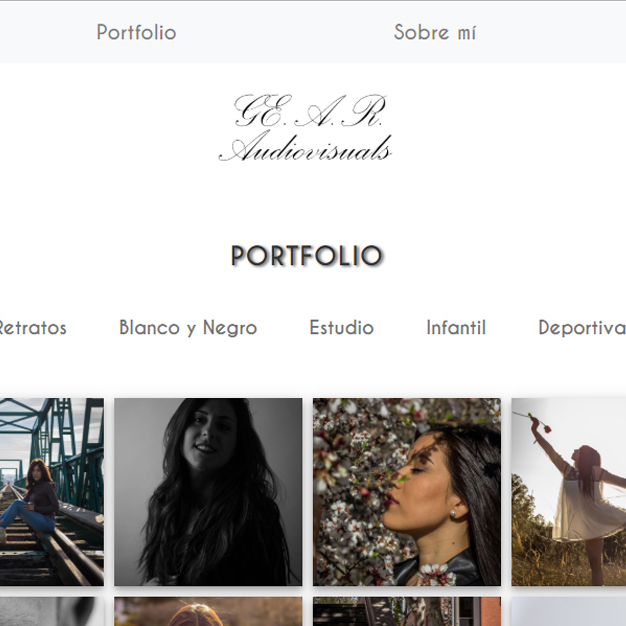 Portfolio Sobre mí
GE. A. R.
Audiovisuals
PORTFOLIO
Retratos Blanco y Negro Estudio Infantil Deportiva